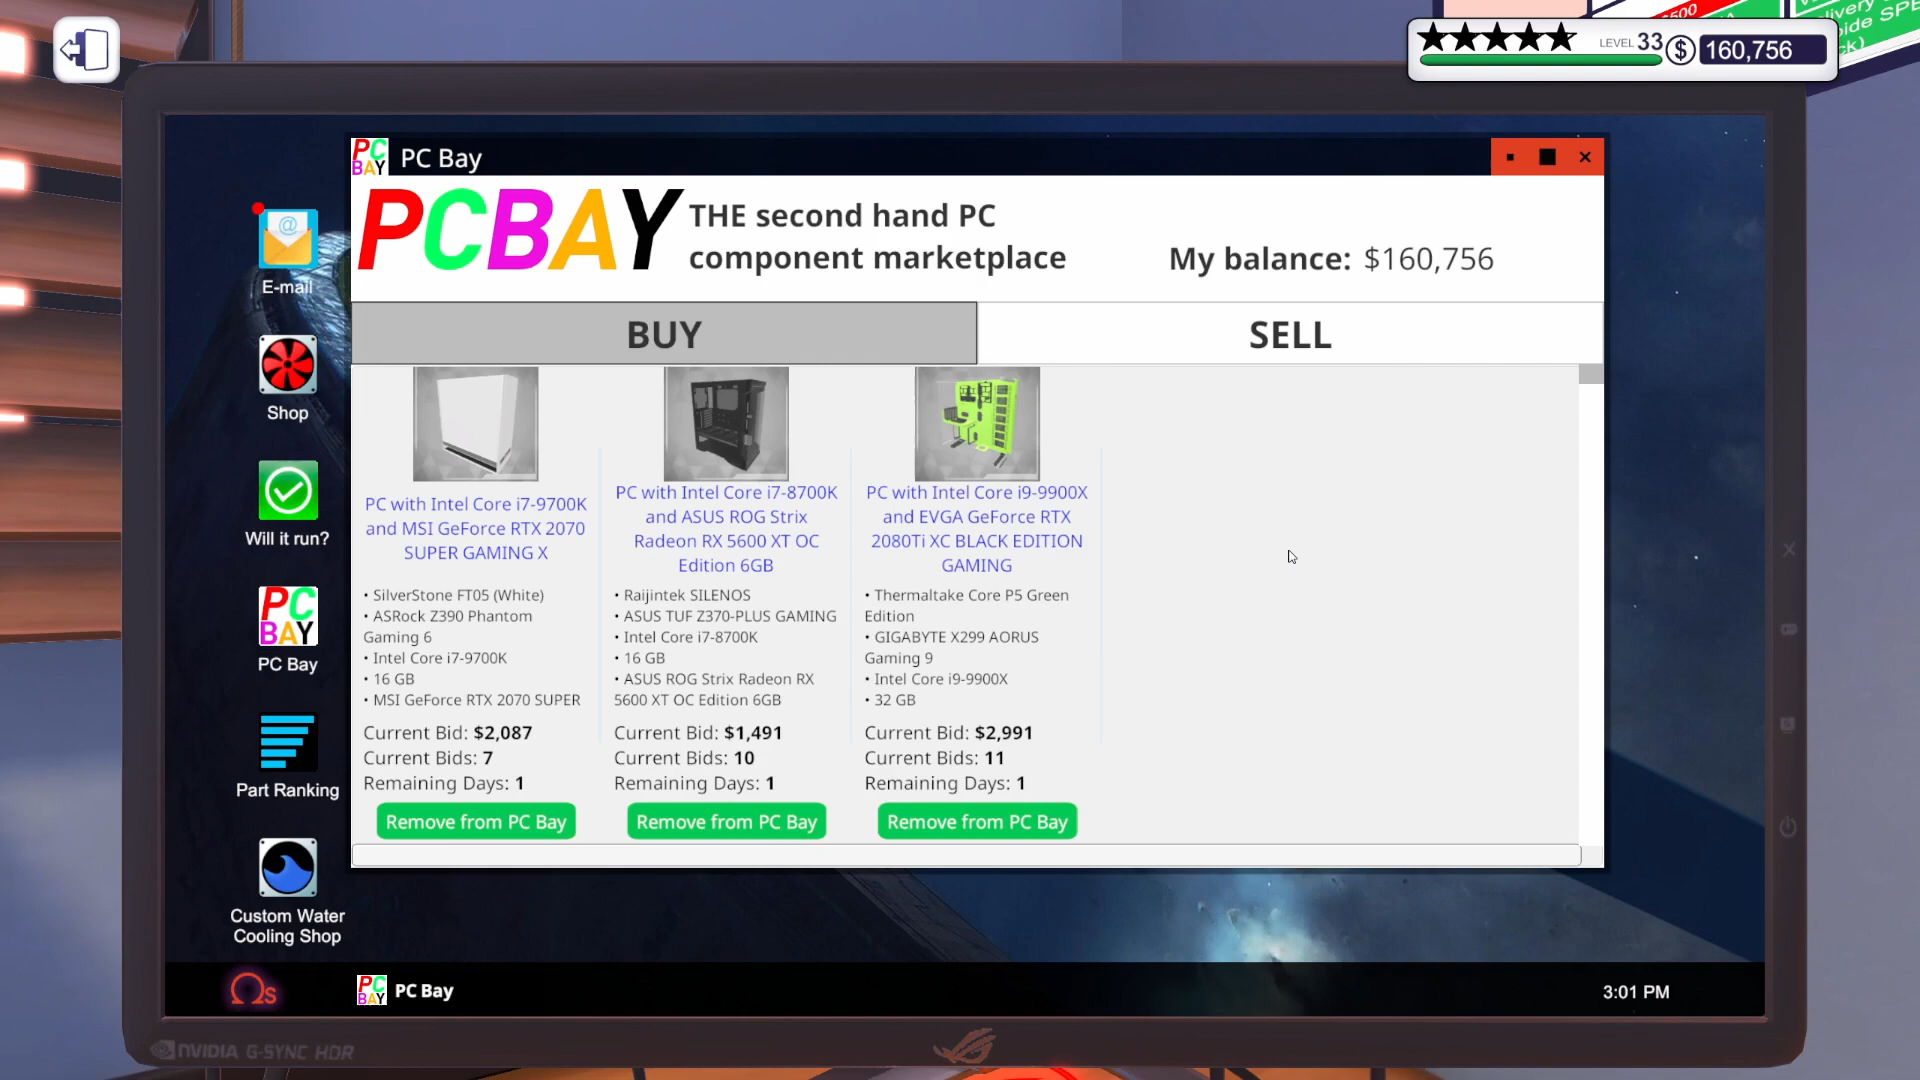 $500
LEVEL 33
$ 160,756
PC Bay
PCBAY
THE second hand PC
component marketplace
My balance: $160,756
BUY
SELL
E-mail
Shop
Will it run?
PC BAY
PC Bay
Part Ranking
Custom Water
Cooling Shop
PC with Intel Core i7-9700K
and MSI GeForce RTX 2070
SUPER GAMING X
• SilverStone FT05 (White)
• ASRock Z390 Phantom
Gaming 6
• Intel Core i7-9700K
• 16 GB
• MSI GeForce RTX 2070 SUPER
Current Bid: $2,087
Current Bids: 7
Remaining Days: 1
Remove from PC Bay
PC with Intel Core i7-8700K
and ASUS ROG Strix
Radeon RX 5600 XT OC
Edition 6GB
• Raijintek SILENOS
• ASUS TUF Z370-PLUS GAMING
• Intel Core i7-8700K
• 16 GB
• ASUS ROG Strix Radeon RX
5600 XT OC Edition 6GB
Current Bid: $1,491
Current Bids: 10
Remaining Days: 1
Remove from PC Bay
PC with Intel Core i9-9900X
and EVGA GeForce RTX
2080Ti XC BLACK EDITION
GAMING
• Thermaltake Core P5 Green
Edition
• GIGABYTE X299 AORUS
Gaming 9
• Intel Core i9-9900X
• 32 GB
Current Bid: $2,991
Current Bids: 11
Remaining Days: 1
Remove from PC Bay
PC BAY
PC Bay
3:01 PM
NVIDIA G-SYNC HDR